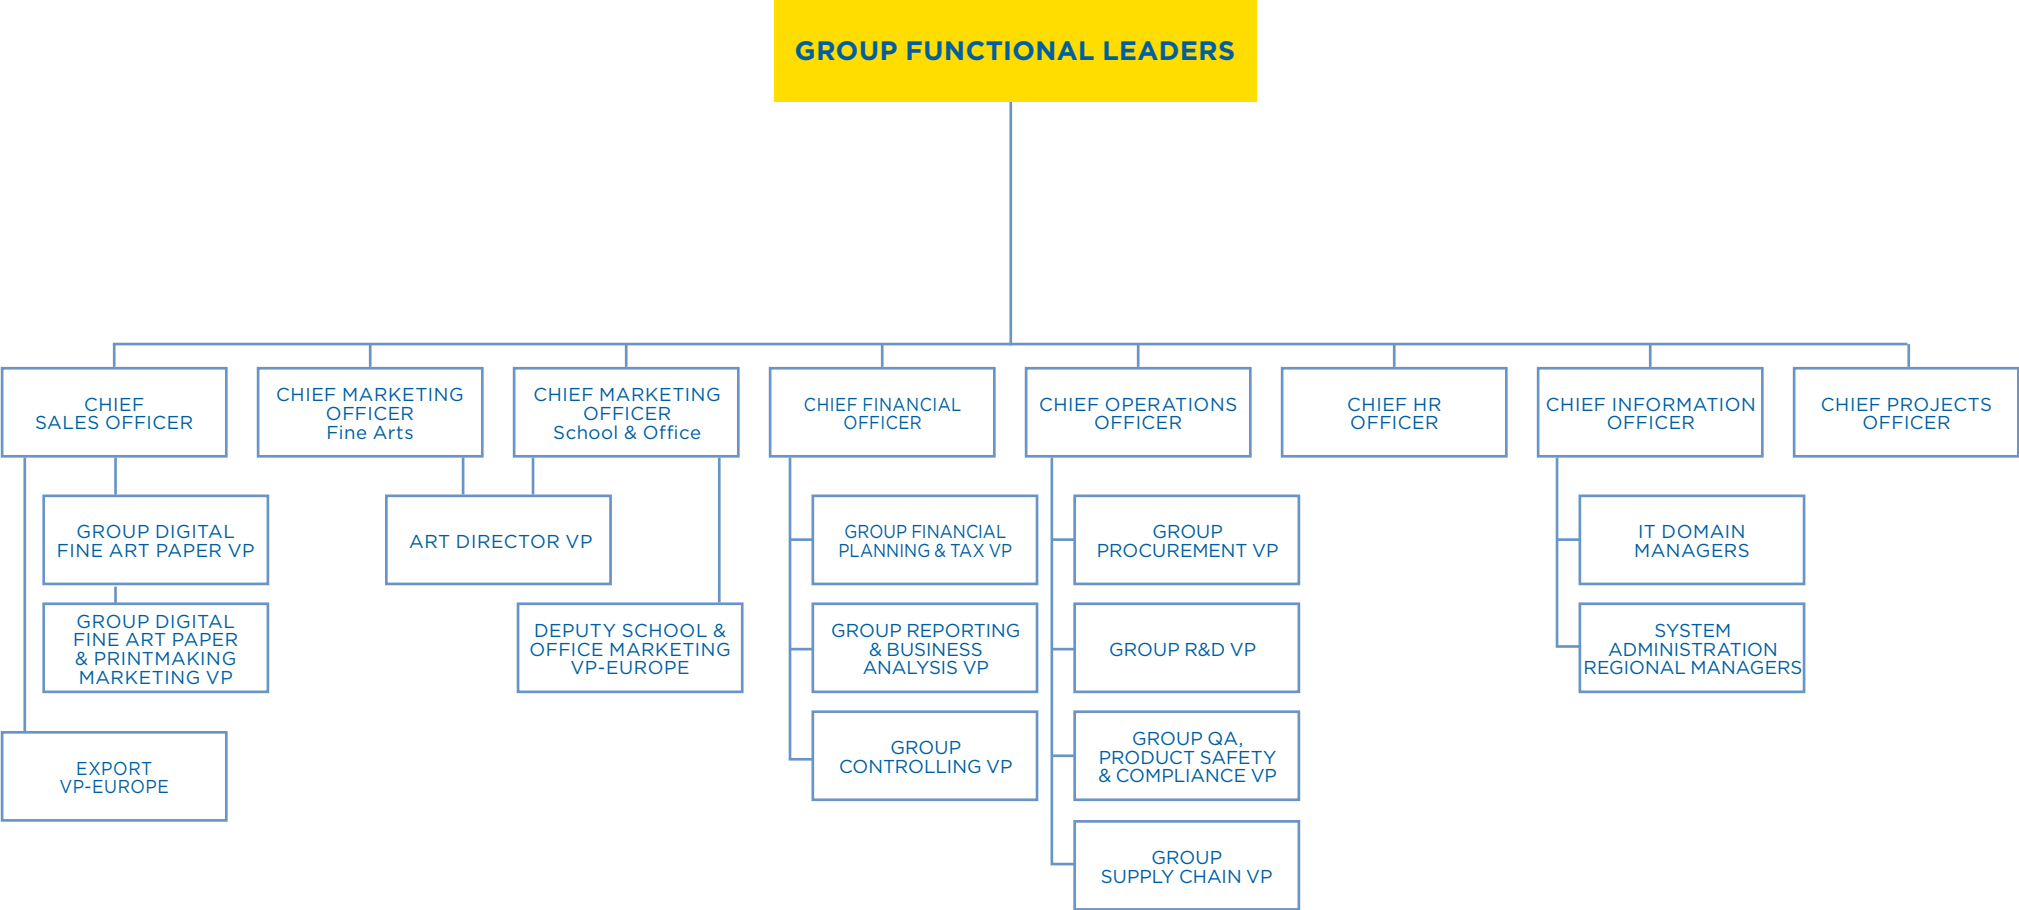 GROUP FUNCTIONAL LEADERS
CHIEF
SALES OFFICER
CHIEF MARKETING
OFFICER
Fine Arts
CHIEF MARKETING
OFFICER
School & Office
CHIEF FINANCIAL
OFFICER
CHIEF OPERATIONS
OFFICER
CHIEF HR
OFFICER
CHIEF INFORMATION
OFFICER
CHIEF PROJECTS
OFFICER
GROUP DIGITAL
FINE ART PAPER VP
ART DIRECTOR VP
GROUP FINANCIAL
PLANNING & TAX VP
GROUP
PROCUREMENT VP
IT DOMAIN
MANAGERS
GROUP DIGITAL
FINE ART PAPER
& PRINTMAKING
MARKETING VP
DEPUTY SCHOOL &
OFFICE MARKETING
VP-EUROPE
GROUP REPORTING
& BUSINESS
ANALYSIS VP
GROUP R&D VP
SYSTEM
ADMINISTRATION
REGIONAL MANAGERS
EXPORT
VP-EUROPE
GROUP
CONTROLLING VP
GROUP QA,
PRODUCT SAFETY
& COMPLIANCE VP
GROUP
SUPPLY CHAIN VP